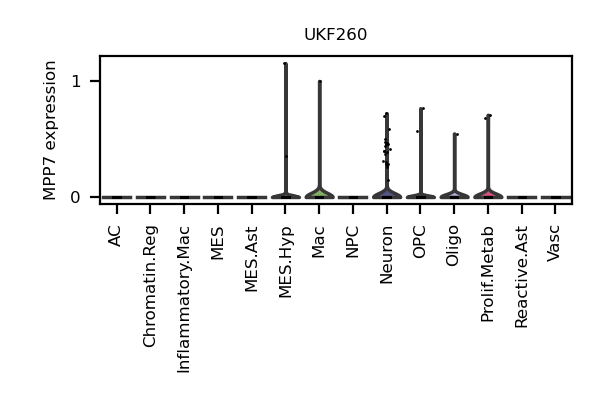 UKF260
MPP7 expression
1
0
AC
Chromatin.Reg
Inflammatory.Mac
MES
MES.Ast
MES.Hyp
Mac
NPC
Neuron
OPC
Oligo
Prolif.Metab
Reactive.Ast
Vasc